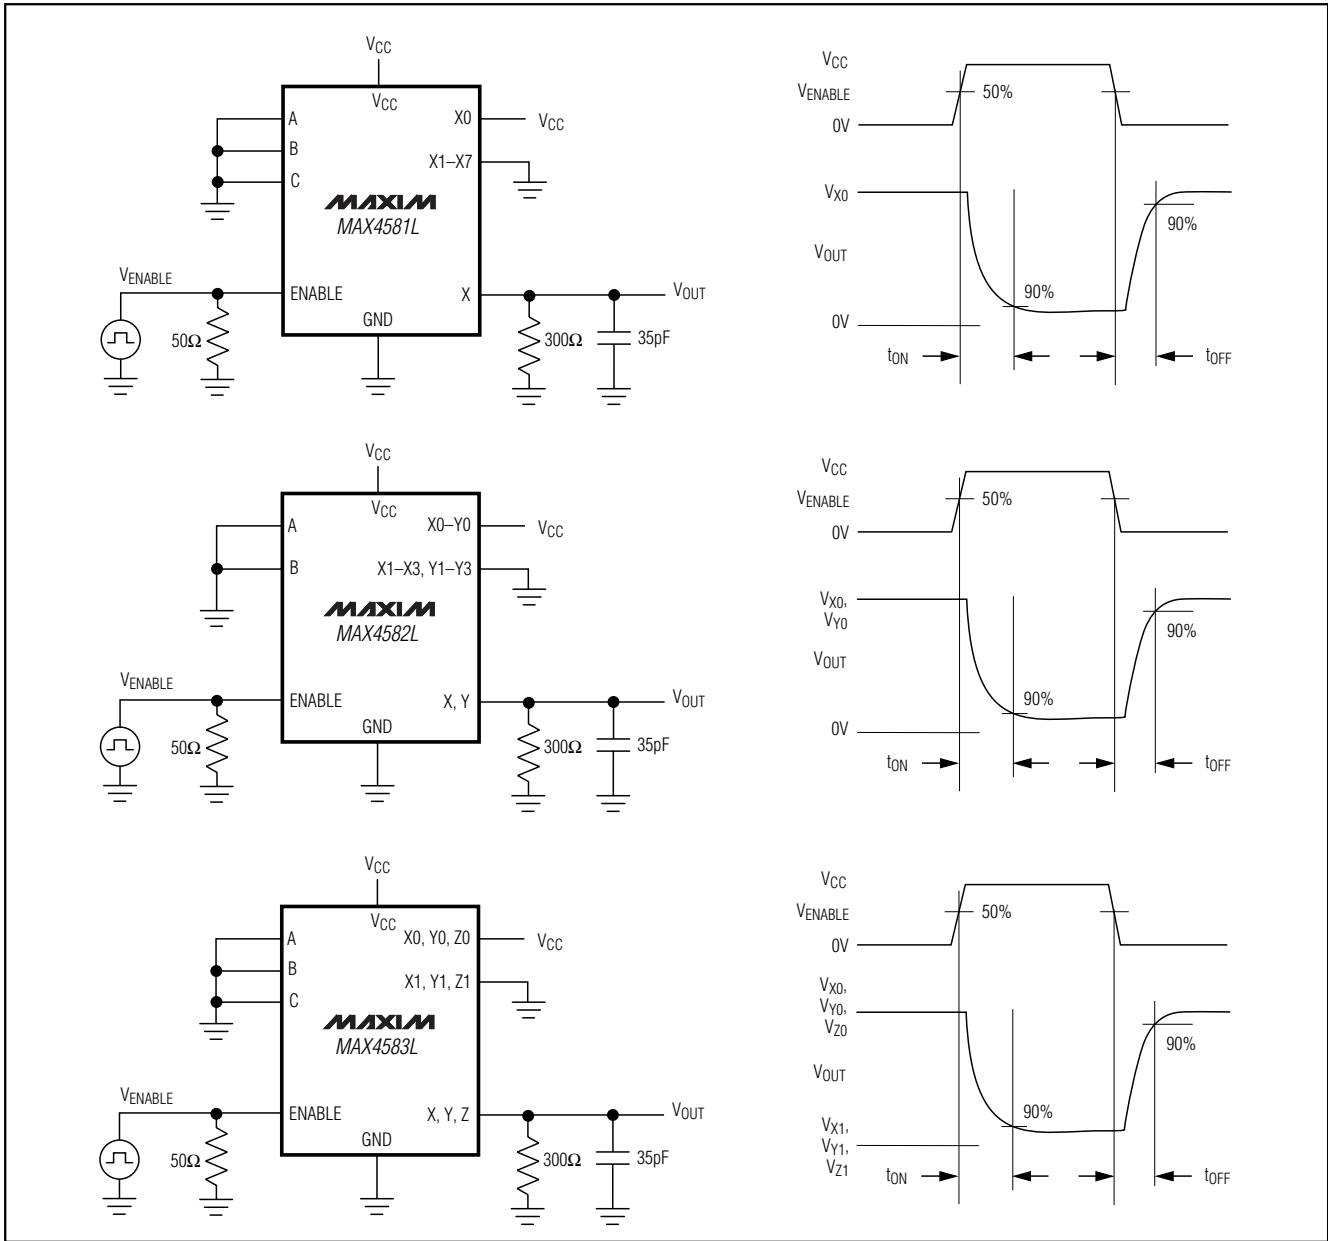 VCC
VCC
A
B
C
X0
VCC
X1–X7
MAXIM
MAX4581L
VENABLE
ENABLE
X
VOUT
GND
50Ω
300Ω
35pF
VCC
VENABLE
50%
0V
VX0
90%
VOUT
90%
0V
tON
tOFF
VCC
VCC
A
B
X0–Y0
VCC
X1–X3, Y1–Y3
MAXIM
MAX4582L
VENABLE
ENABLE
X, Y
VOUT
GND
50Ω
300Ω
35pF
VCC
VENABLE
50%
0V
VX0,
VY0
90%
VOUT
90%
0V
tON
tOFF
VCC
VCC
A
B
C
X0, Y0, Z0
VCC
X1, Y1, Z1
MAXIM
MAX4583L
VENABLE
ENABLE
X, Y, Z
VOUT
GND
50Ω
300Ω
35pF
VCC
VENABLE
50%
0V
VX0,
VY0,
VZ0
90%
VOUT
90%
VX1,
VY1,
VZ1
tON
tOFF